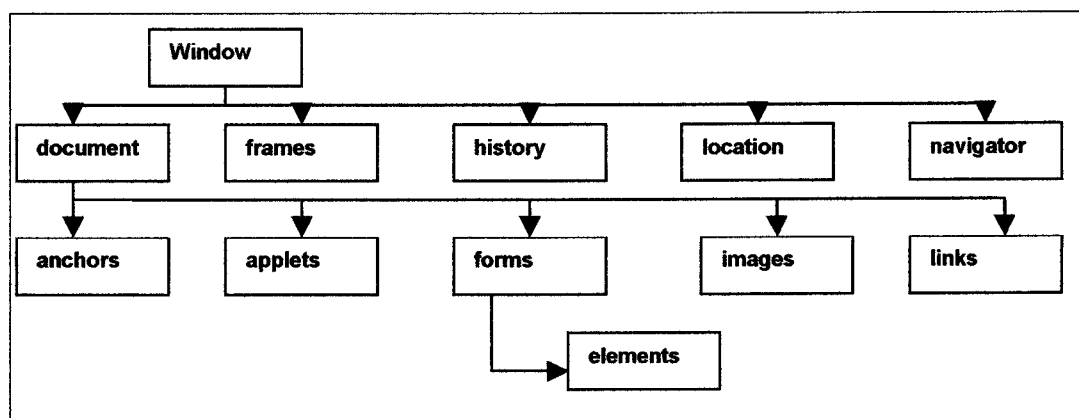 Window
document frames history location navigator
anchors applets forms images links
elements